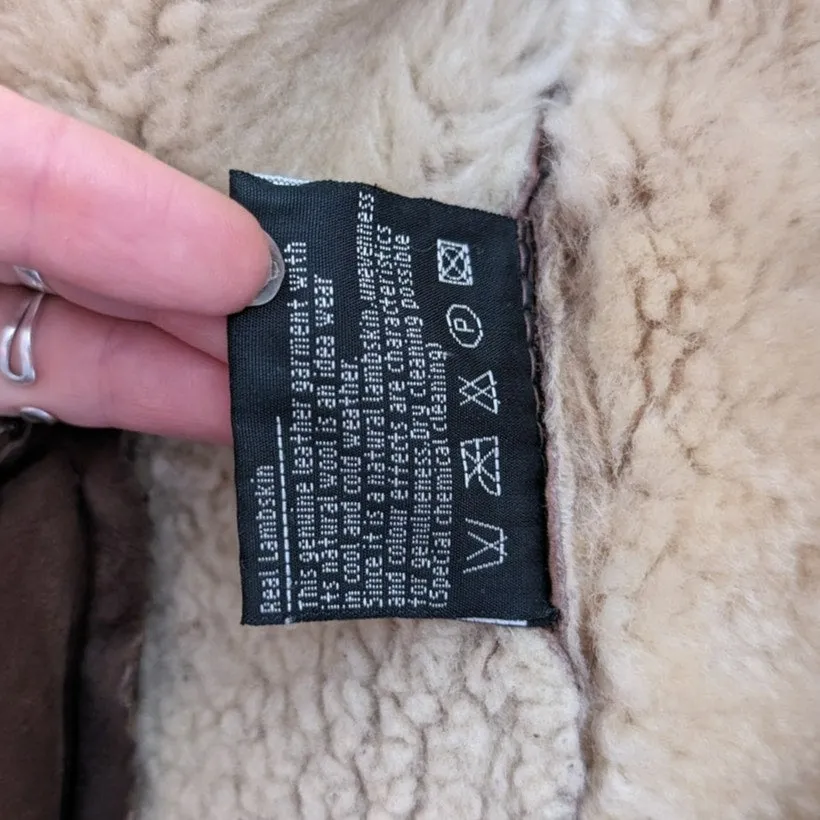 Real Lambskin
This genuine leather garment with
its natural wool is an idea wear
in cool and cold weather.
Since it is a natural lambskin, unevenness
and colour effects are characteristics
for genuineness. Dry cleaning possible
(Special chemical cleaning)
P